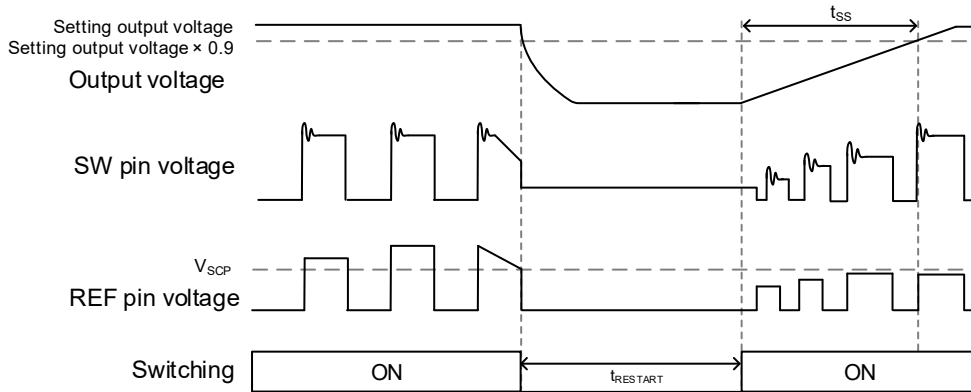 Setting output voltage
Setting output voltage × 0.9
Output voltage
tSS
SW pin voltage
VSCP
REF pin voltage
Switching
ON
tRESTART
ON